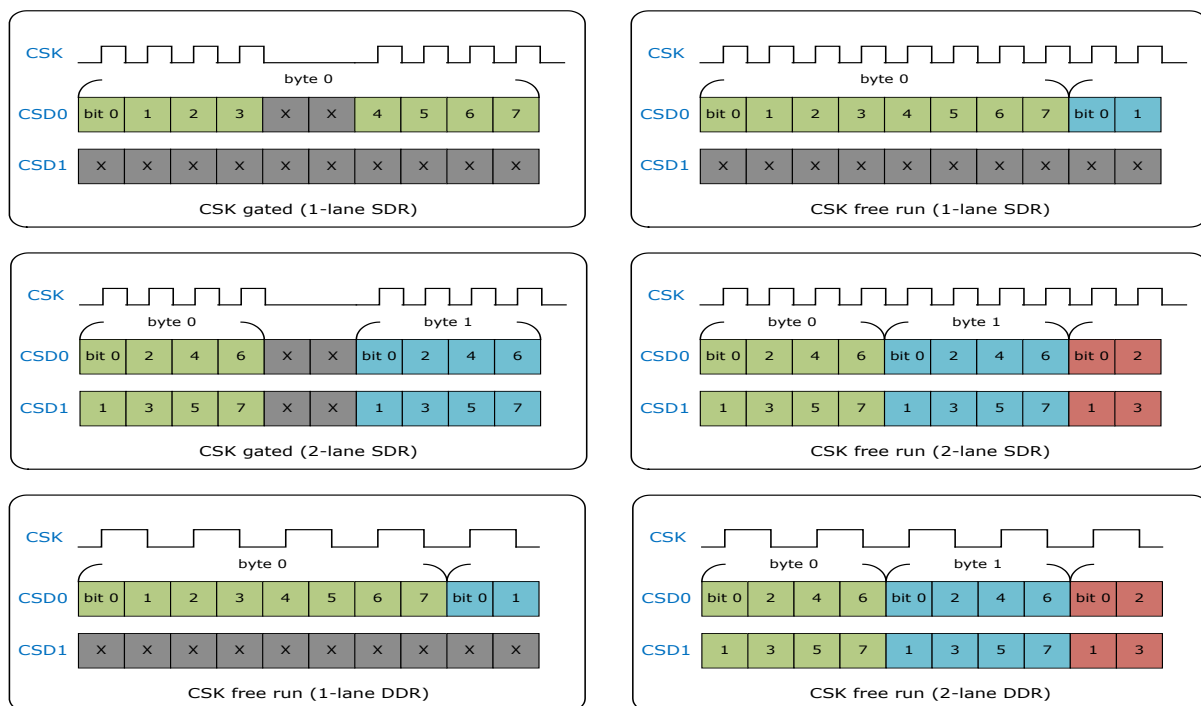 CSK
byte 0
CSD0 bit 0 1 2 3 X X 4 5 6 7
CSD1 X X X X X X X X X X
CSK gated (1-lane SDR)
CSK
byte 0
CSD0 bit 0 1 2 3 4 5 6 7 bit 0 1
CSD1 X X X X X X X X X X
CSK free run (1-lane SDR)
CSK
byte 0 byte 1
CSD0 bit 0 2 4 6 X X bit 0 2 4 6
CSD1 1 3 5 7 X X 1 3 5 7
CSK gated (2-lane SDR)
CSK
byte 0 byte 1
CSD0 bit 0 2 4 6 bit 0 2 4 6 bit 0 2
CSD1 1 3 5 7 1 3 5 7 1 3
CSK free run (2-lane SDR)
CSK
byte 0
CSD0 bit 0 1 2 3 4 5 6 7 bit 0 1
CSD1 X X X X X X X X X X
CSK free run (1-lane DDR)
CSK
byte 0 byte 1
CSD0 bit 0 2 4 6 bit 0 2 4 6 bit 0 2
CSD1 1 3 5 7 1 3 5 7 1 3
CSK free run (2-lane DDR)